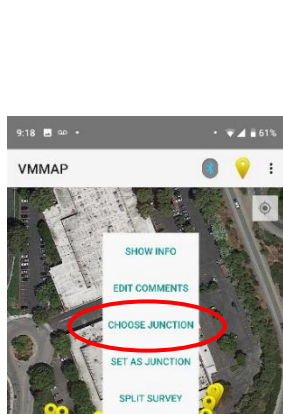 9:18 61%
VMMAP
SHOW INFO
EDIT COMMENTS
CHOOSE JUNCTION
SET AS JUNCTION
SPLIT SURVEY